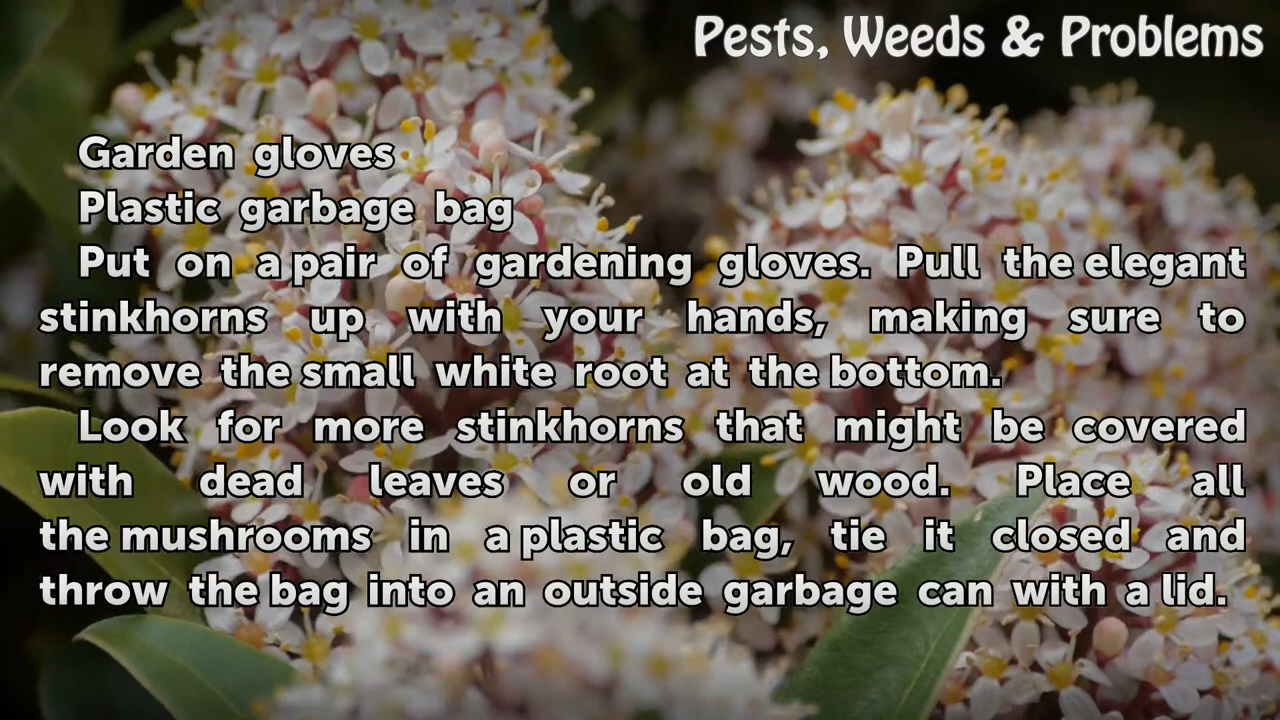 Pests, Weeds & Problems
Garden gloves
Plastic garbage bag
Put on a pair of gardening gloves. Pull the elegant
stinkhorns up with your hands, making sure to
remove the small white root at the bottom.
Look for more stinkhorns that might be covered
with dead leaves or old wood. Place all
the mushrooms in a plastic bag, tie it closed and
throw the bag into an outside garbage can with a lid.